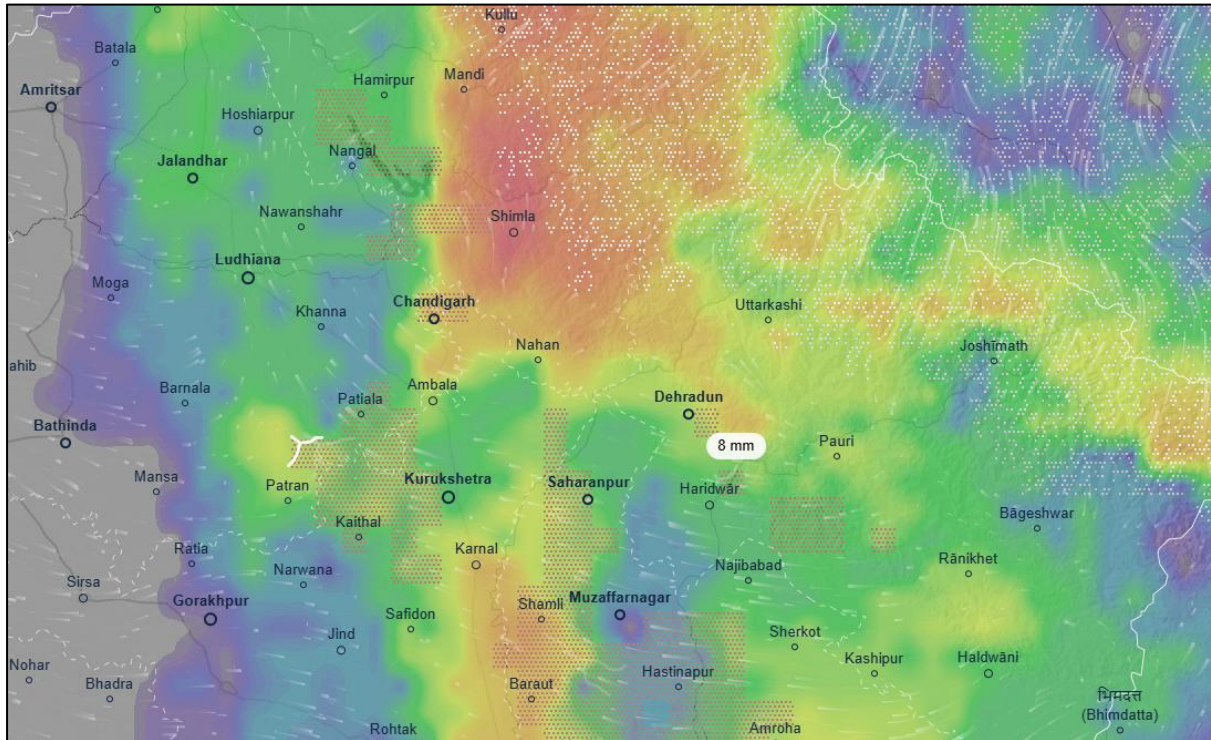 Kullu
Batala
Mandi
Hamirpur
Amritsar
Hoshiarpur
Nangal
Jalandhar
Nawanshahr
Shimla
Ludhiana
Moga
Chandigarh
Uttarkashi
Khanna
Nahan
Joshīmath
ahib
Barnala
Ambala
Patiala
Dehradun
Bathinda
8 mm
Pauri
Mansa
Patran
Kurukshetra
Saharanpur
Haridwār
Bāgeshwar
Kaithal
Ratia
Karnal
Rānikhet
Narwana
Najibabad
Sirsa
Gorakhpur
Shamli
Muzaffarnagar
Safidon
Sherkot
Jind
Kashipur
Haldwāni
Nohar
Hastinapur
Bhadra
Baraut
भिमदत्त
(Bhimdatta)
Rohtak
Amroha